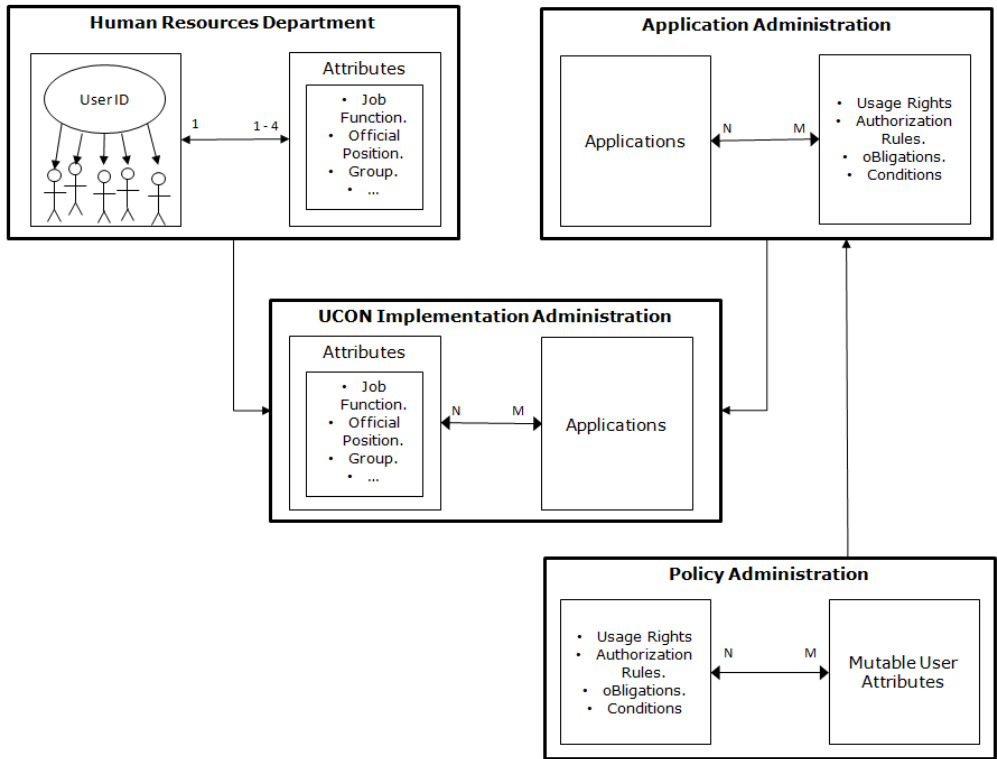 Human Resources Department
User ID
1
1 - 4
Attributes
• Job
Function.
• Official
Position.
• Group.
• ...
Application Administration
Applications
N
M
• Usage Rights
• Authorization
Rules.
• oBligations.
• Conditions
UCON Implementation Administration
Attributes
• Job
Function.
• Official
Position.
• Group.
• ...
N
M
Applications
Policy Administration
• Usage Rights
• Authorization
Rules.
• oBligations.
• Conditions
N
M
Mutable User
Attributes